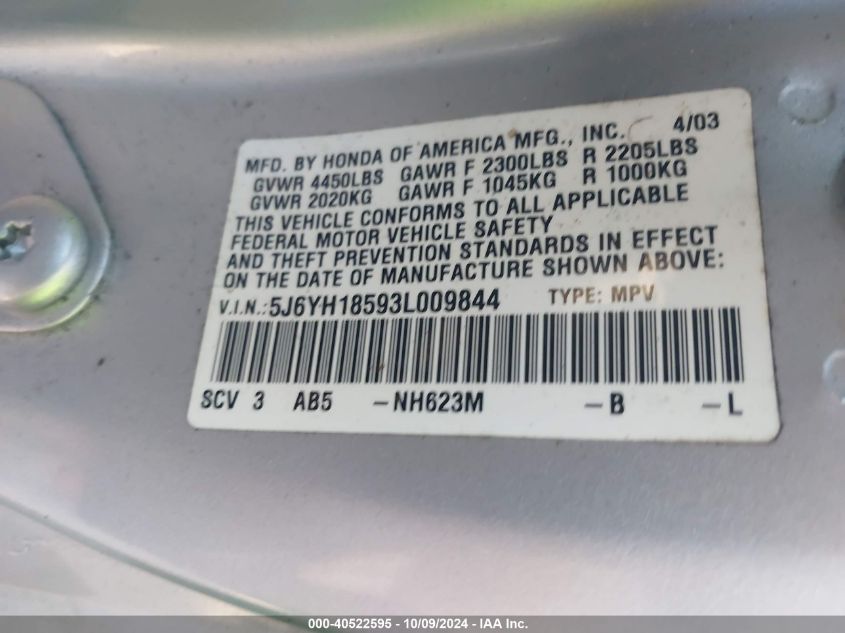 MFD. BY HONDA OF AMERICA MFG., INC. 4/03
GVWR 4450LBS GAWR F 2300LBS R 2205LBS
GVWR 2020KG GAWR F 1045KG R 1000KG
THIS VEHICLE CONFORMS TO ALL APPLICABLE
FEDERAL MOTOR VEHICLE SAFETY
AND THEFT PREVENTION STANDARDS IN EFFECT
ON THE DATE OF MANUFACTURE SHOWN ABOVE:
V.I.N.: 5J6YH18593L009844 TYPE: MPV
SCV 3 AB5 -NH623M -B -L
000-40522595 - 10/09/2024 - IAA Inc.